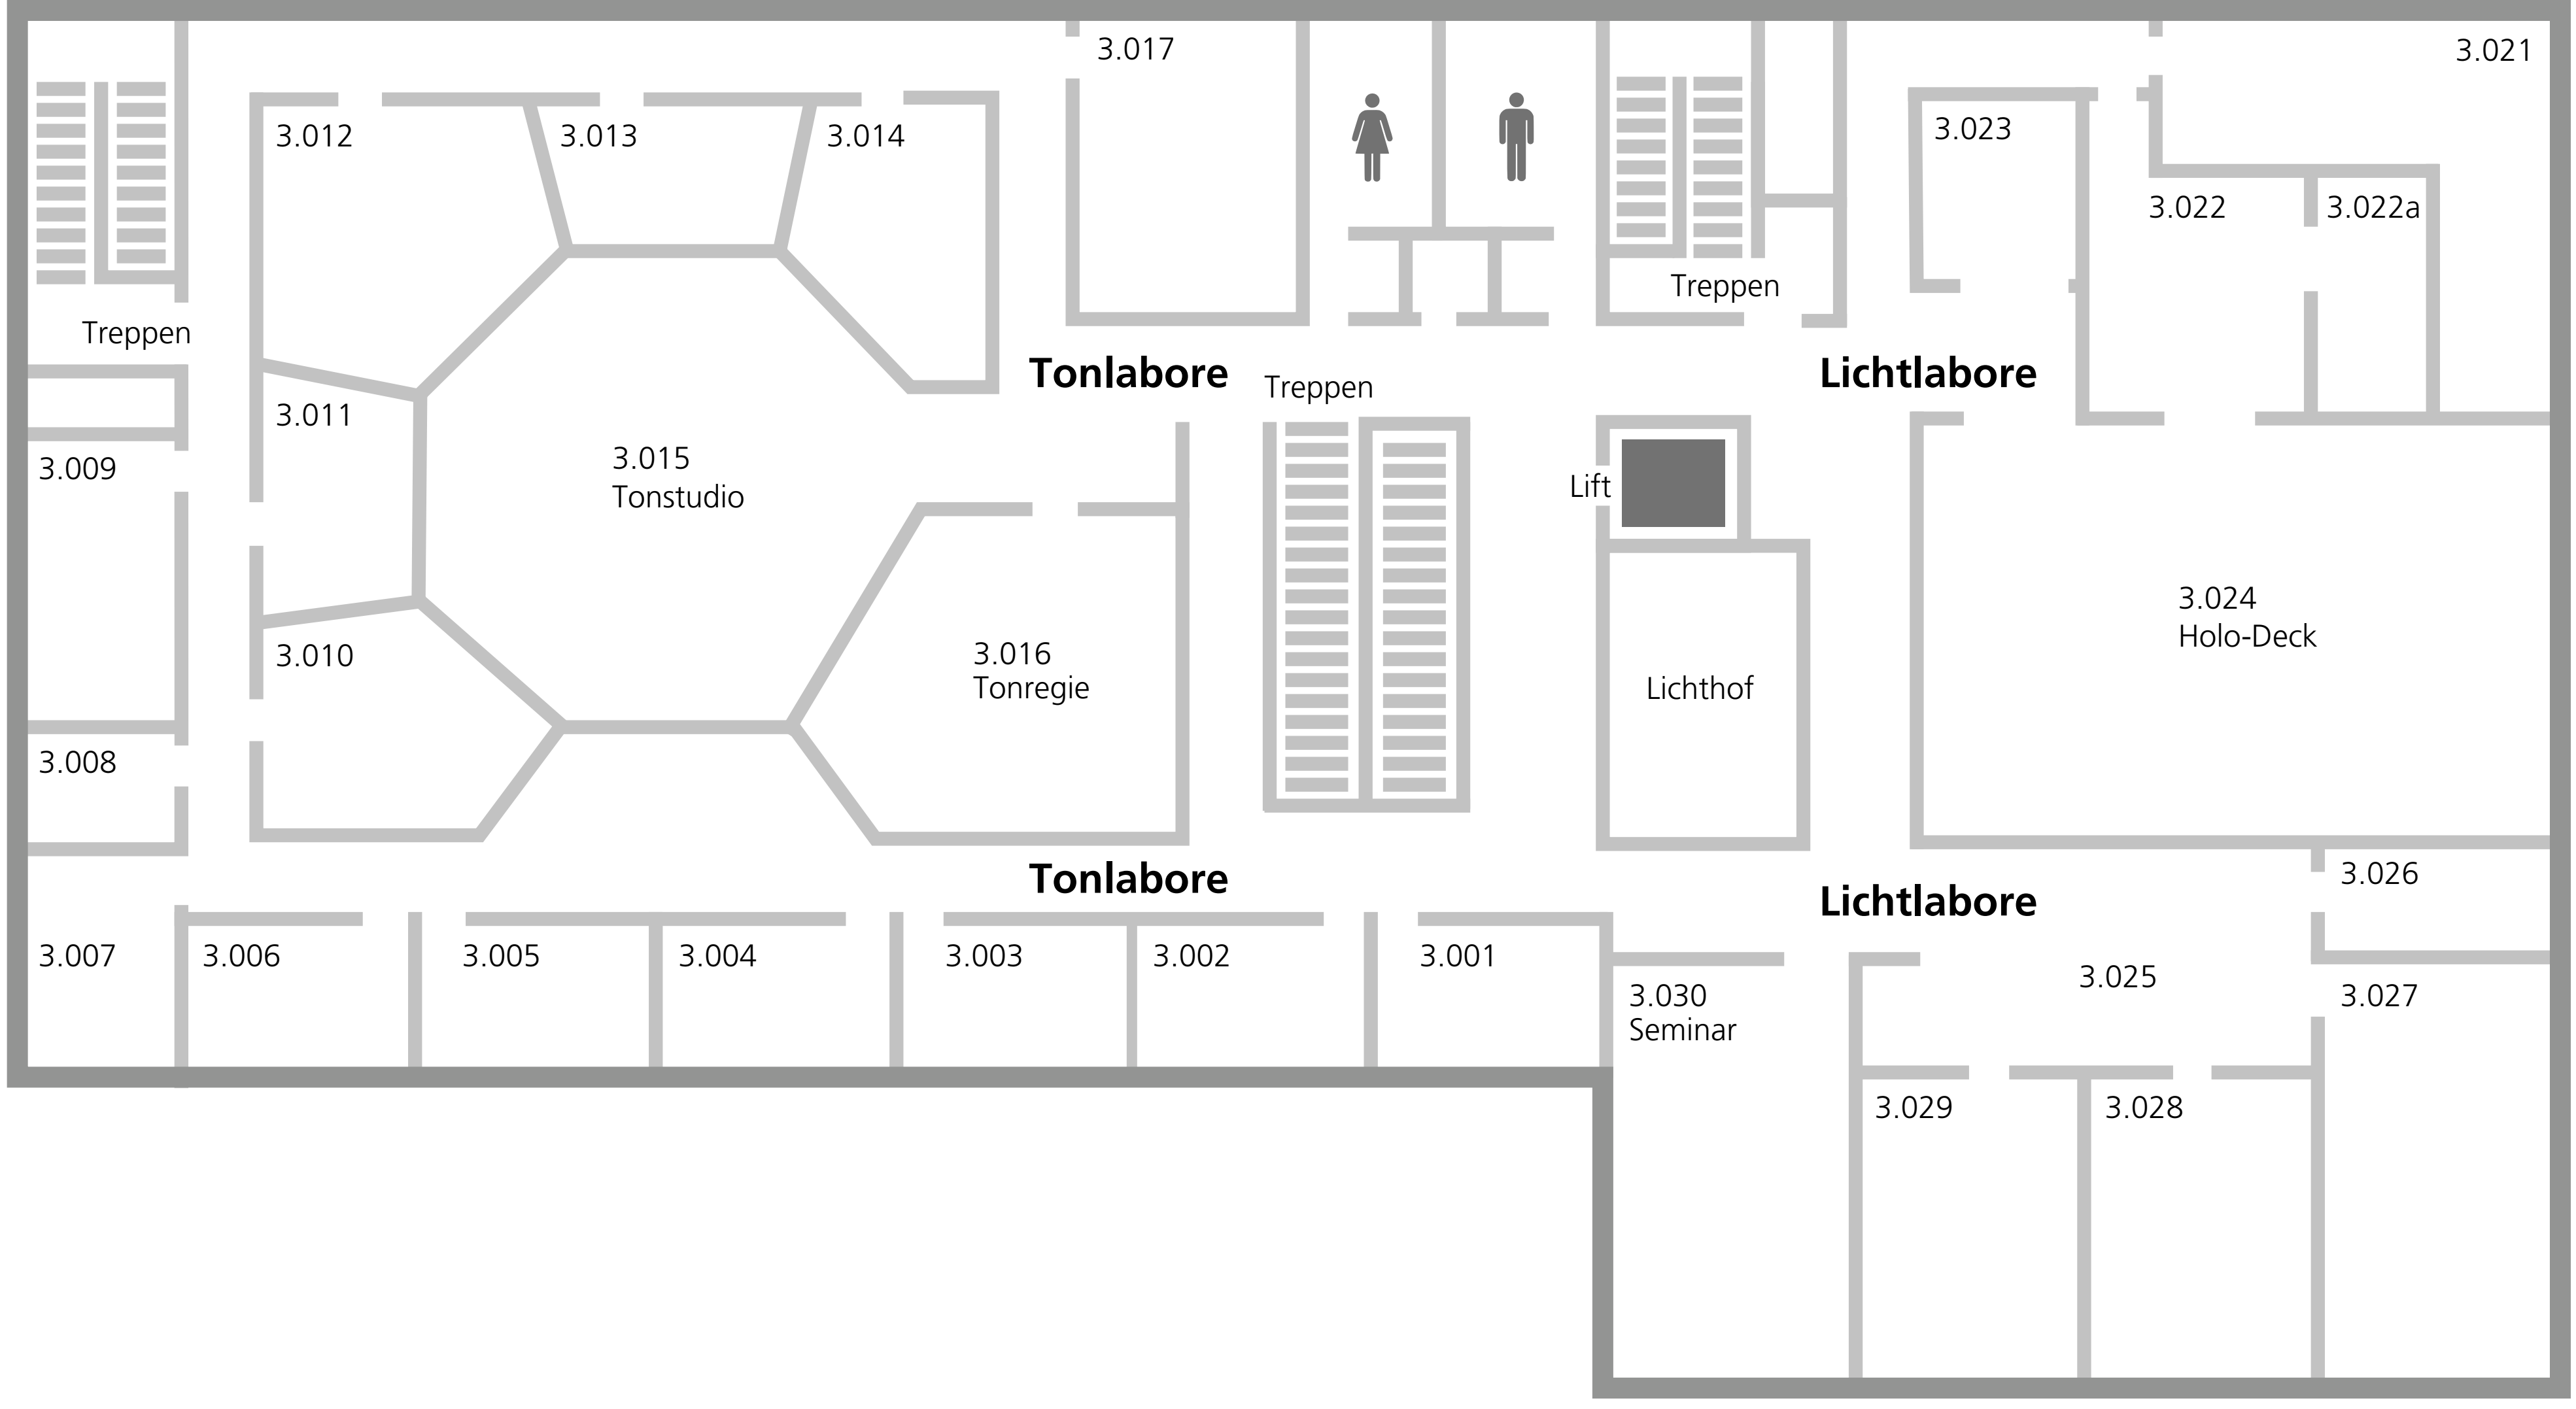 3.017
3.021
3.012
3.013
3.014
3.023
3.022
3.022a
Treppen
Treppen
Tonlabore
Treppen
Lichtlabore
3.011
3.009
3.015
Tonstudio
Lift
3.024
Holo-Deck
3.010
3.016
Tonregie
Lichthof
3.008
Tonlabore
3.026
Lichtlabore
3.007
3.006
3.005
3.004
3.003
3.002
3.001
3.025
3.030
Seminar
3.027
3.029
3.028